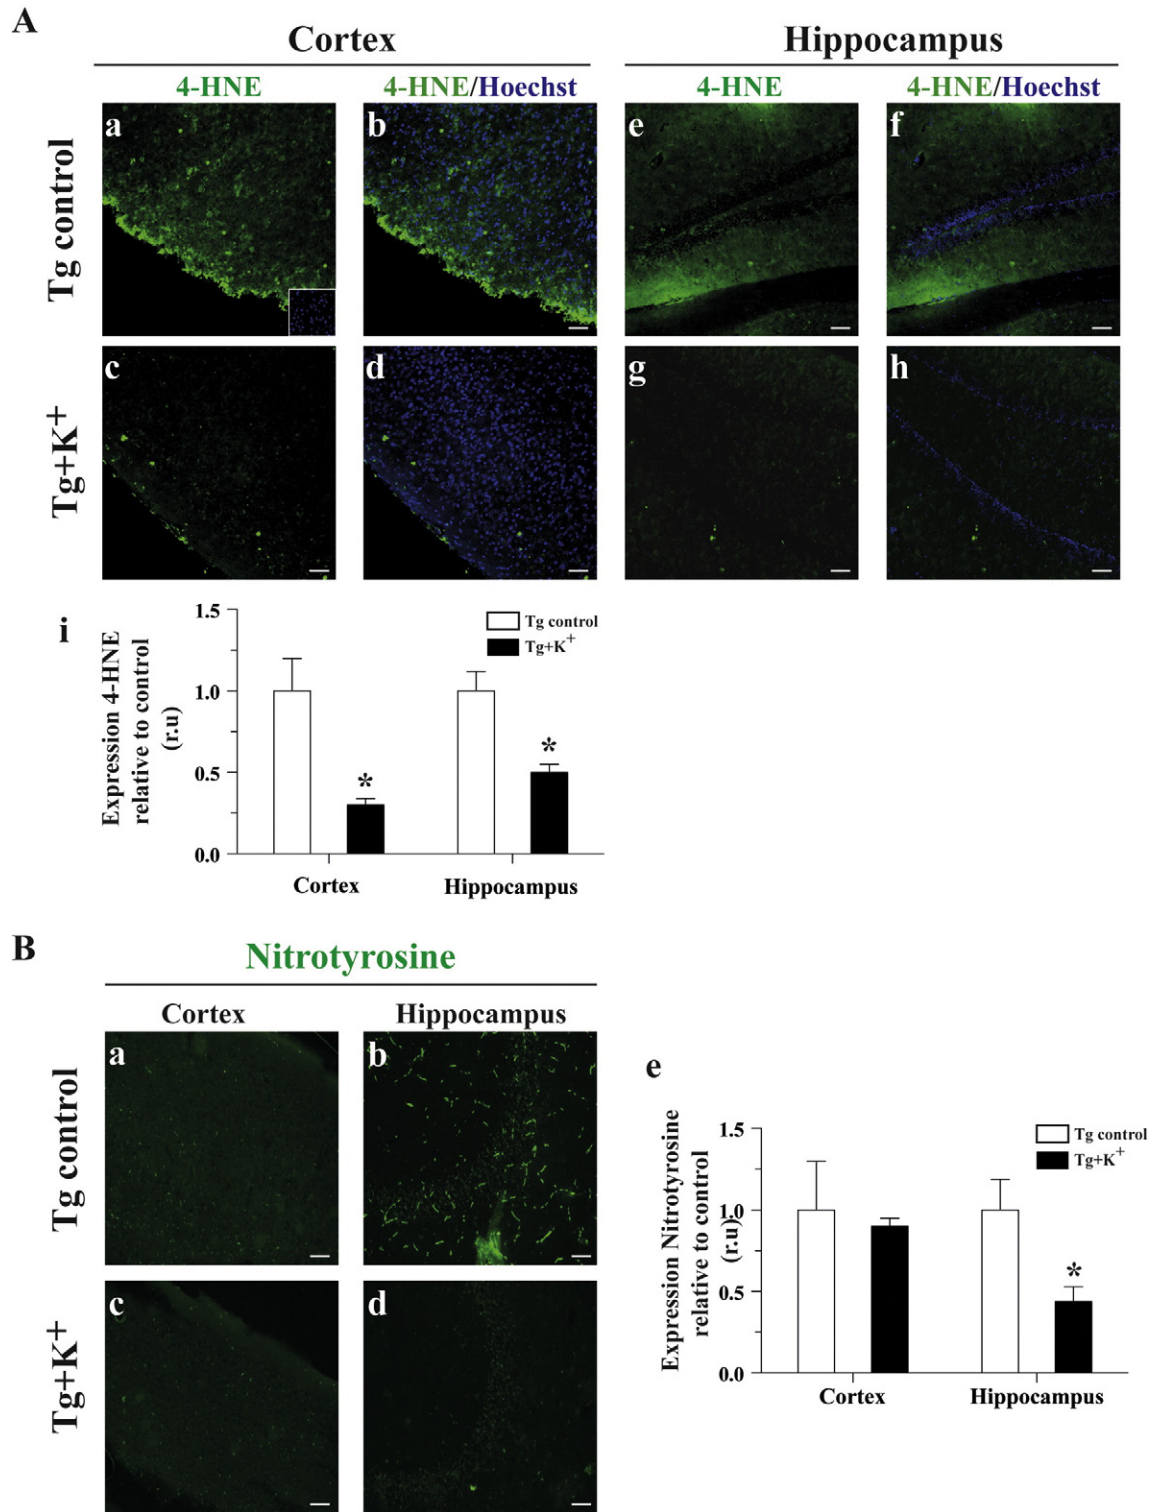 A
Cortex Hippocampus
4-HNE 4-HNE/Hoechst 4-HNE 4-HNE/Hoechst
Tg control
a b e f
Tg+K+
c d g h
i
Expression 4-HNE
relative to control
(r.u)
1.5
1.0
0.5
0.0
Tg control
Tg+K+
*
*
Cortex Hippocampus
B
Nitrotyrosine
Cortex Hippocampus
Tg control
a b
Tg+K+
c d
e
Expression Nitrotyrosine
relative to control
(r.u)
1.5
1.0
0.5
0.0
Tg control
Tg+K+
*
Cortex Hippocampus